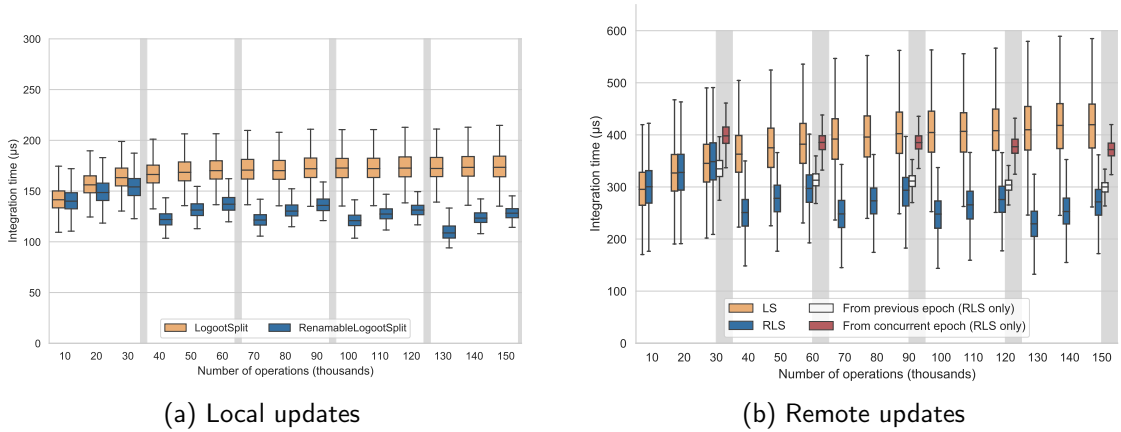 300
250
200
150
100
50
0
Integration time (µs)
LogootSplit
RenamableLogootSplit
10 20 30 40 50 60 70 80 90 100 110 120 130 140 150
Number of operations (thousands)
(a) Local updates
600
500
400
300
200
100
0
Integration time (µs)
LS
RLS
From previous epoch (RLS only)
From concurrent epoch (RLS only)
10 20 30 40 50 60 70 80 90 100 110 120 130 140 150
Number of operations (thousands)
(b) Remote updates